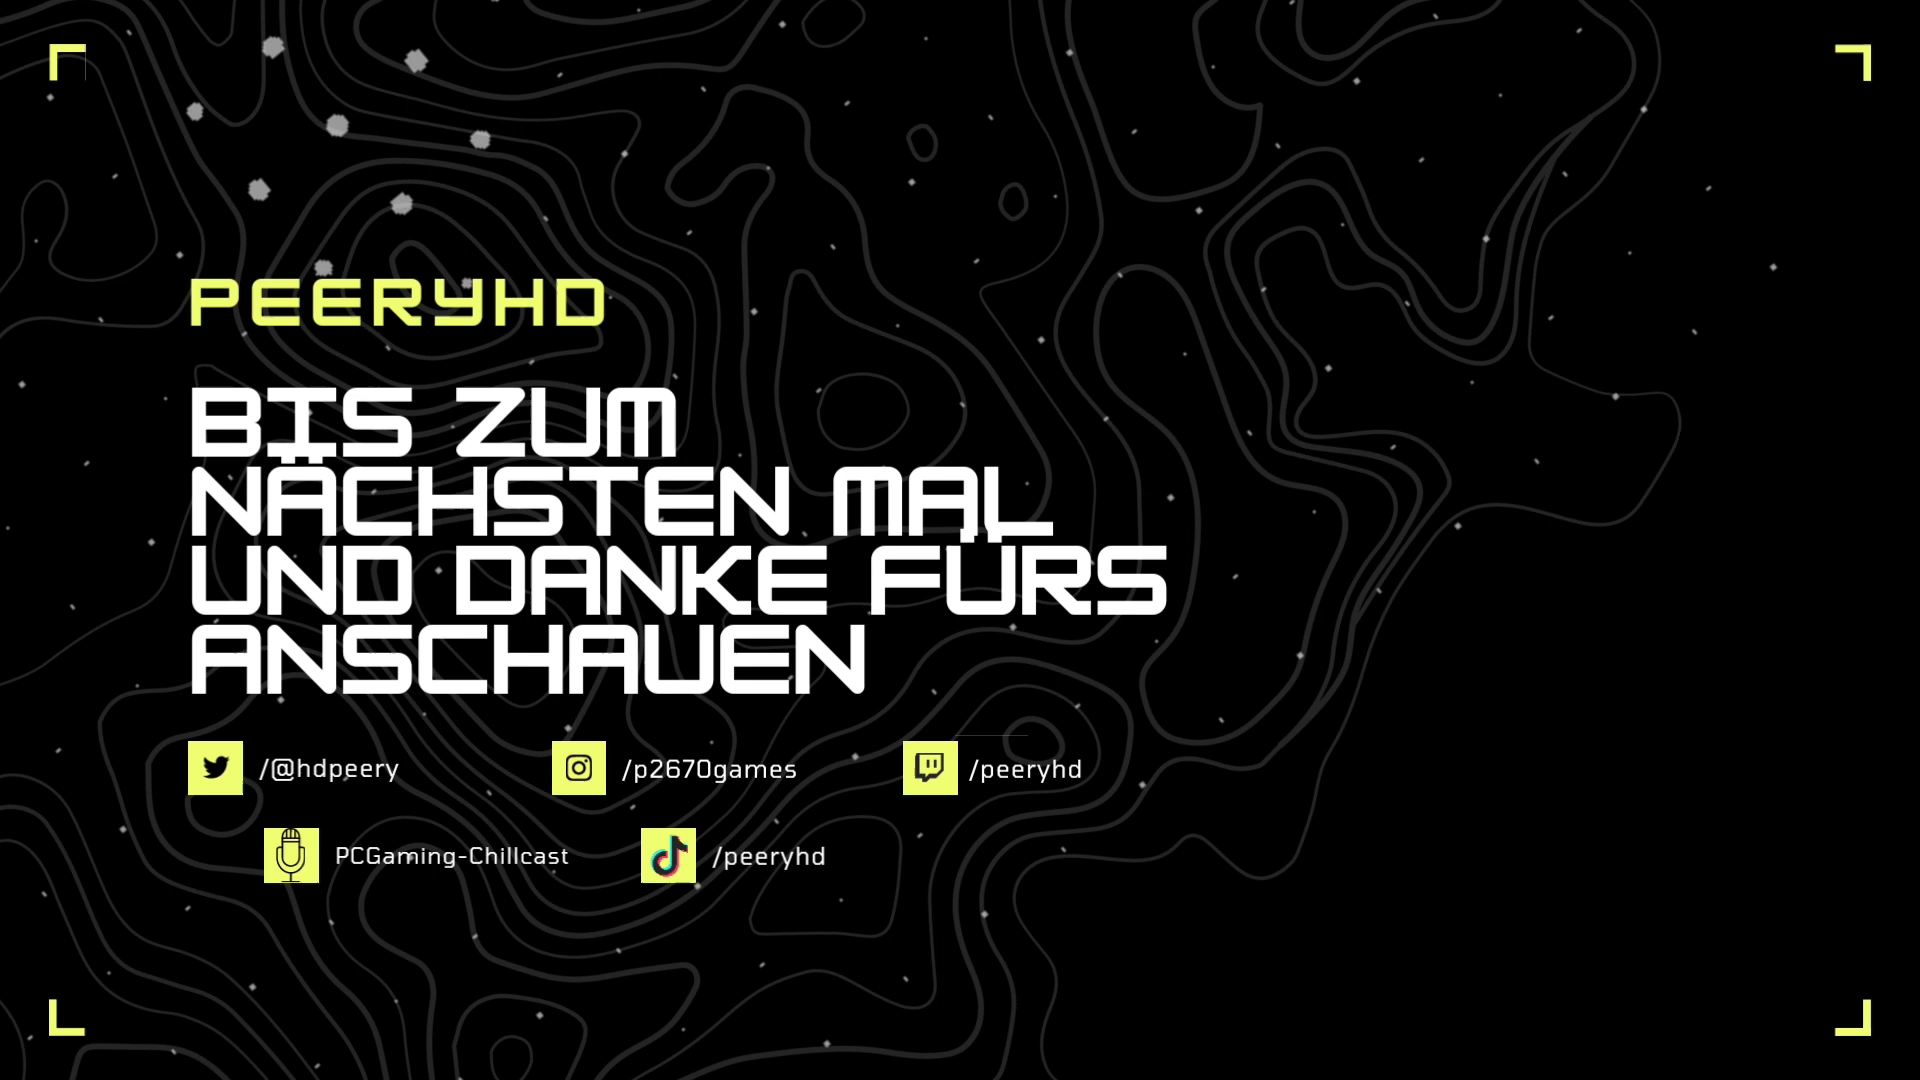 PEERYHD
BIS ZUM
NÄCHSTEN MAL
UND DANKE FÜRS
ANSCHAUEN
/@hdpeery /p2670games /peeryhd
PCGaming-Chillcast /peeryhd